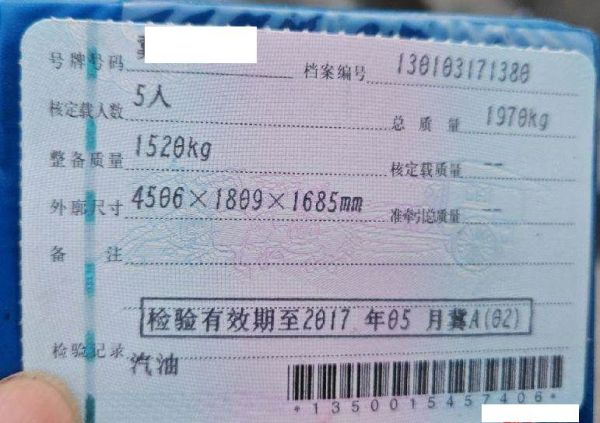 号牌号码 档案编号 130103171380
核定载人数 5人 总质量 1970kg
整备质量 1520kg 核定载质量 --
外廓尺寸 4506×1809×1685mm 准牵引总质量 --
备注
检验有效期至2017 年05 月冀A(02)
检验记录 汽油
*1350015457406*